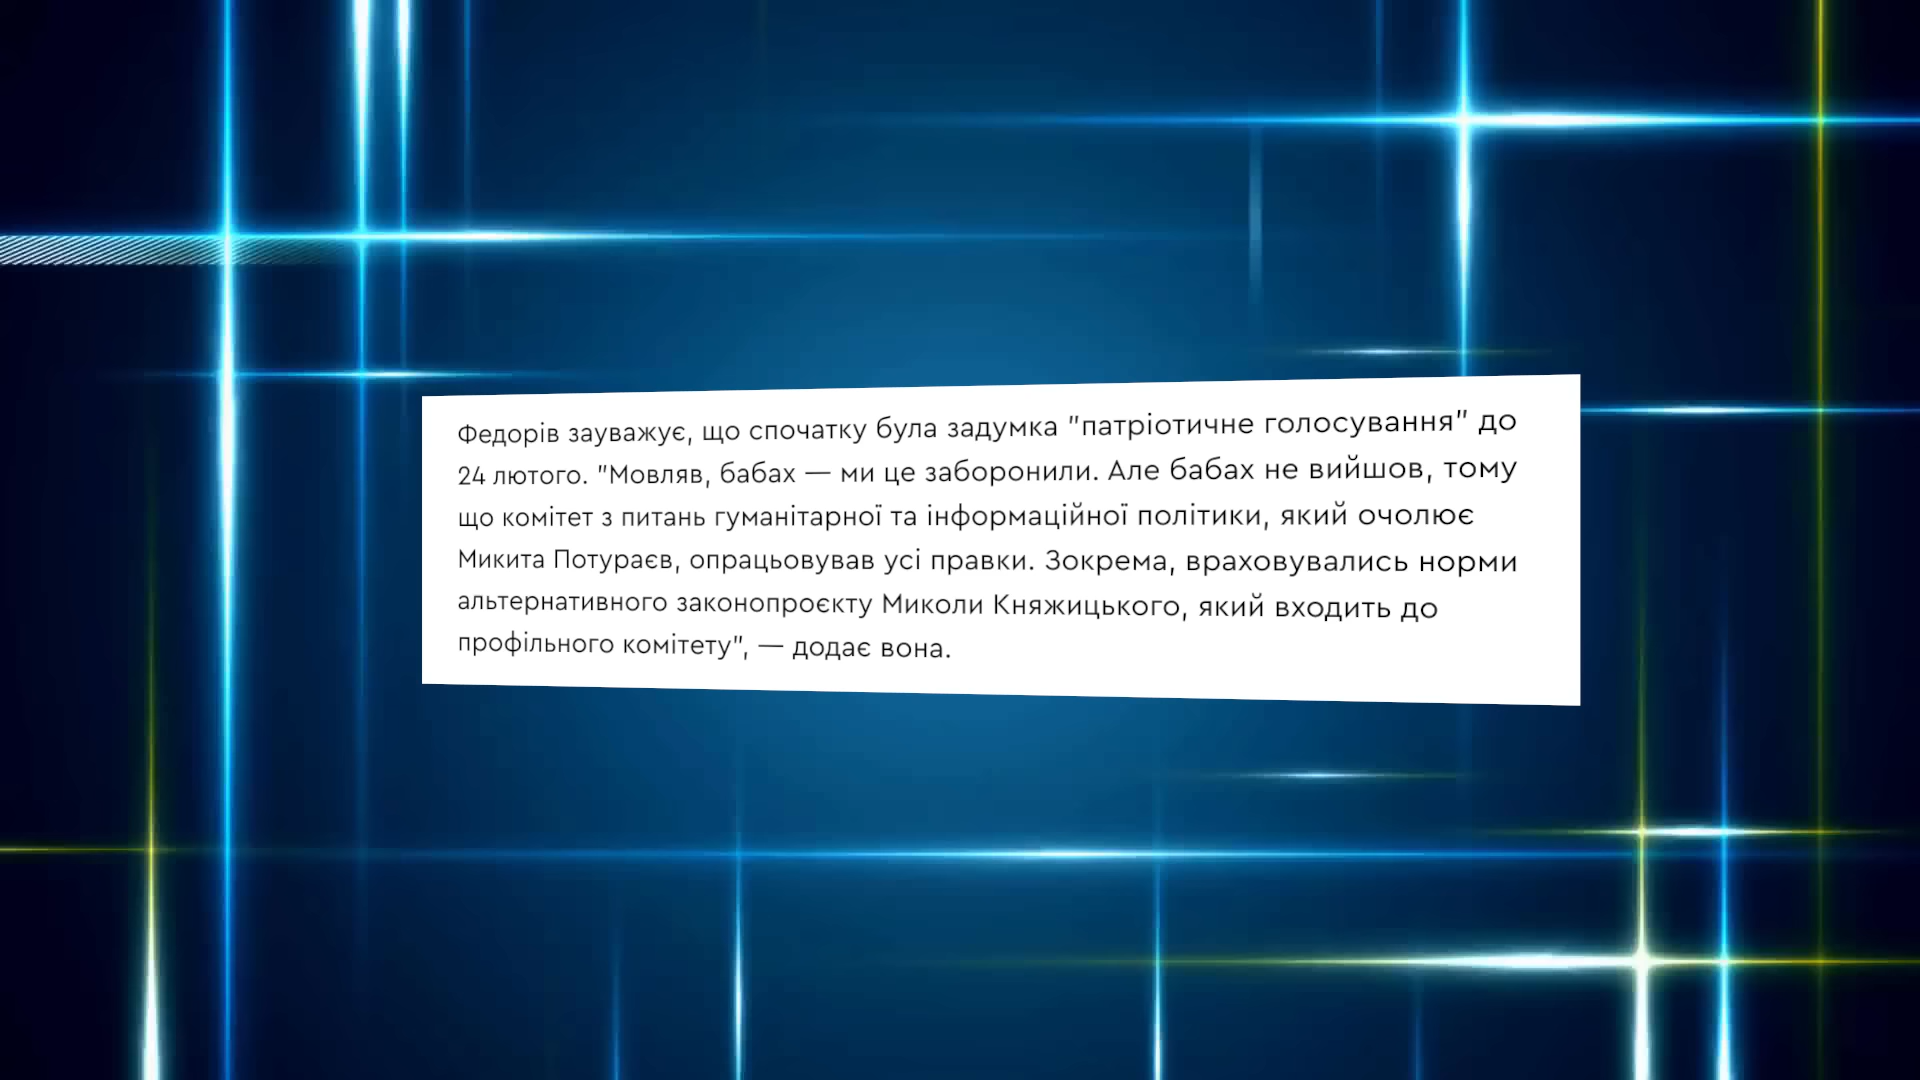 Федорів зауважує, що спочатку була задумка "патріотичне голосування" до
24 лютого. "Мовляв, бабах — ми це заборонили. Але бабах не вийшов, тому
що комітет з питань гуманітарної та інформаційної політики, який очолює
Микита Потураєв, опрацьовував усі правки. Зокрема, враховувались норми
альтернативного законопроєкту Миколи Княжицького, який входить до
профільного комітету", — додає вона.